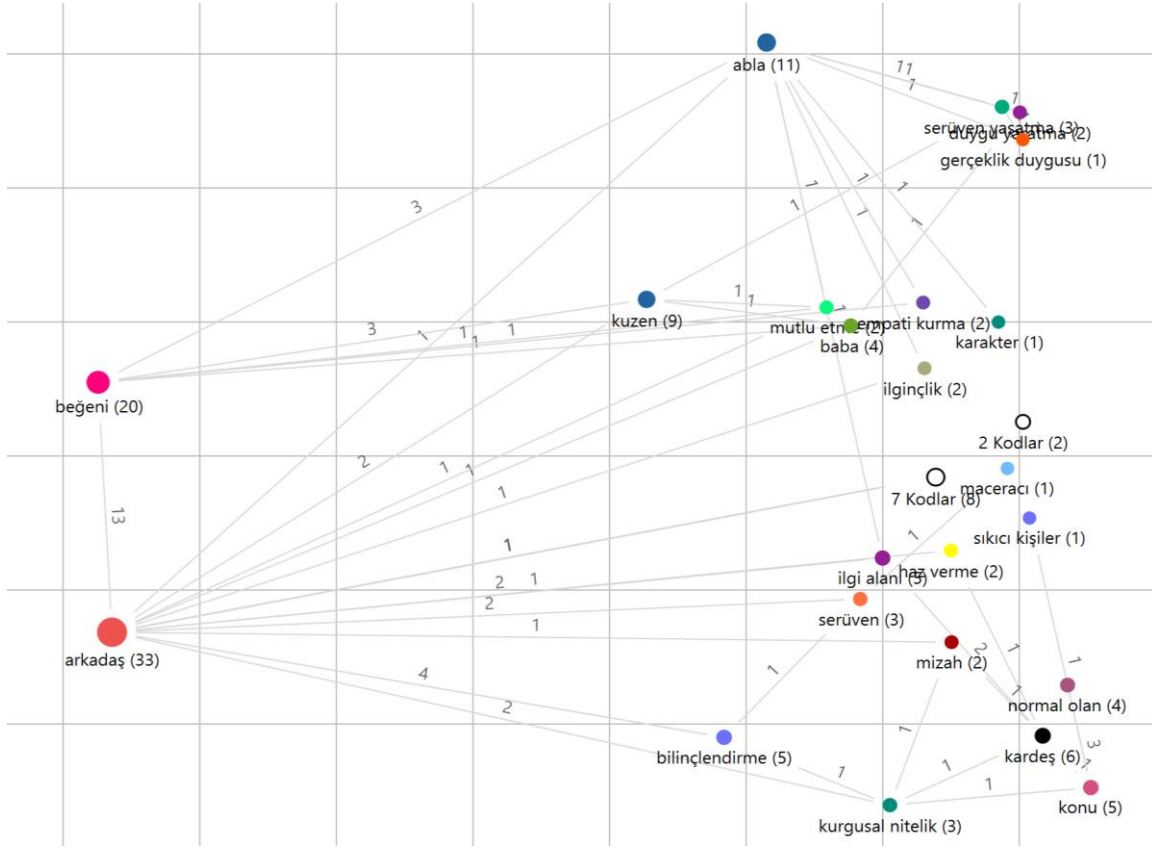 abla (11)
11
1
1
serüven yaşatma (3)
duygu yaratma (2)
gerçeklik duygusu (1)
1
1
1
3
1
1
1
1
1
kuzen (9)
3
1
1
1
1
mutlu etme (2)
empati kurma (2)
karakter (1)
baba (4)
1
beğeni (20)
ilginçlik (2)
2 Kodlar (2)
2
1
1
1
7 Kodlar (8)
maceracı (1)
13
1
1
sıkıcı kişiler (1)
ilgi alanı (5)
haz verme (2)
2
1
2
serüven (3)
1
arkadaş (33)
mizah (2)
2
1
1
1
4
1
normal olan (4)
2
bilinçlendirme (5)
1
3
kardeş (6)
1
1
1
1
konu (5)
kurgusal nitelik (3)